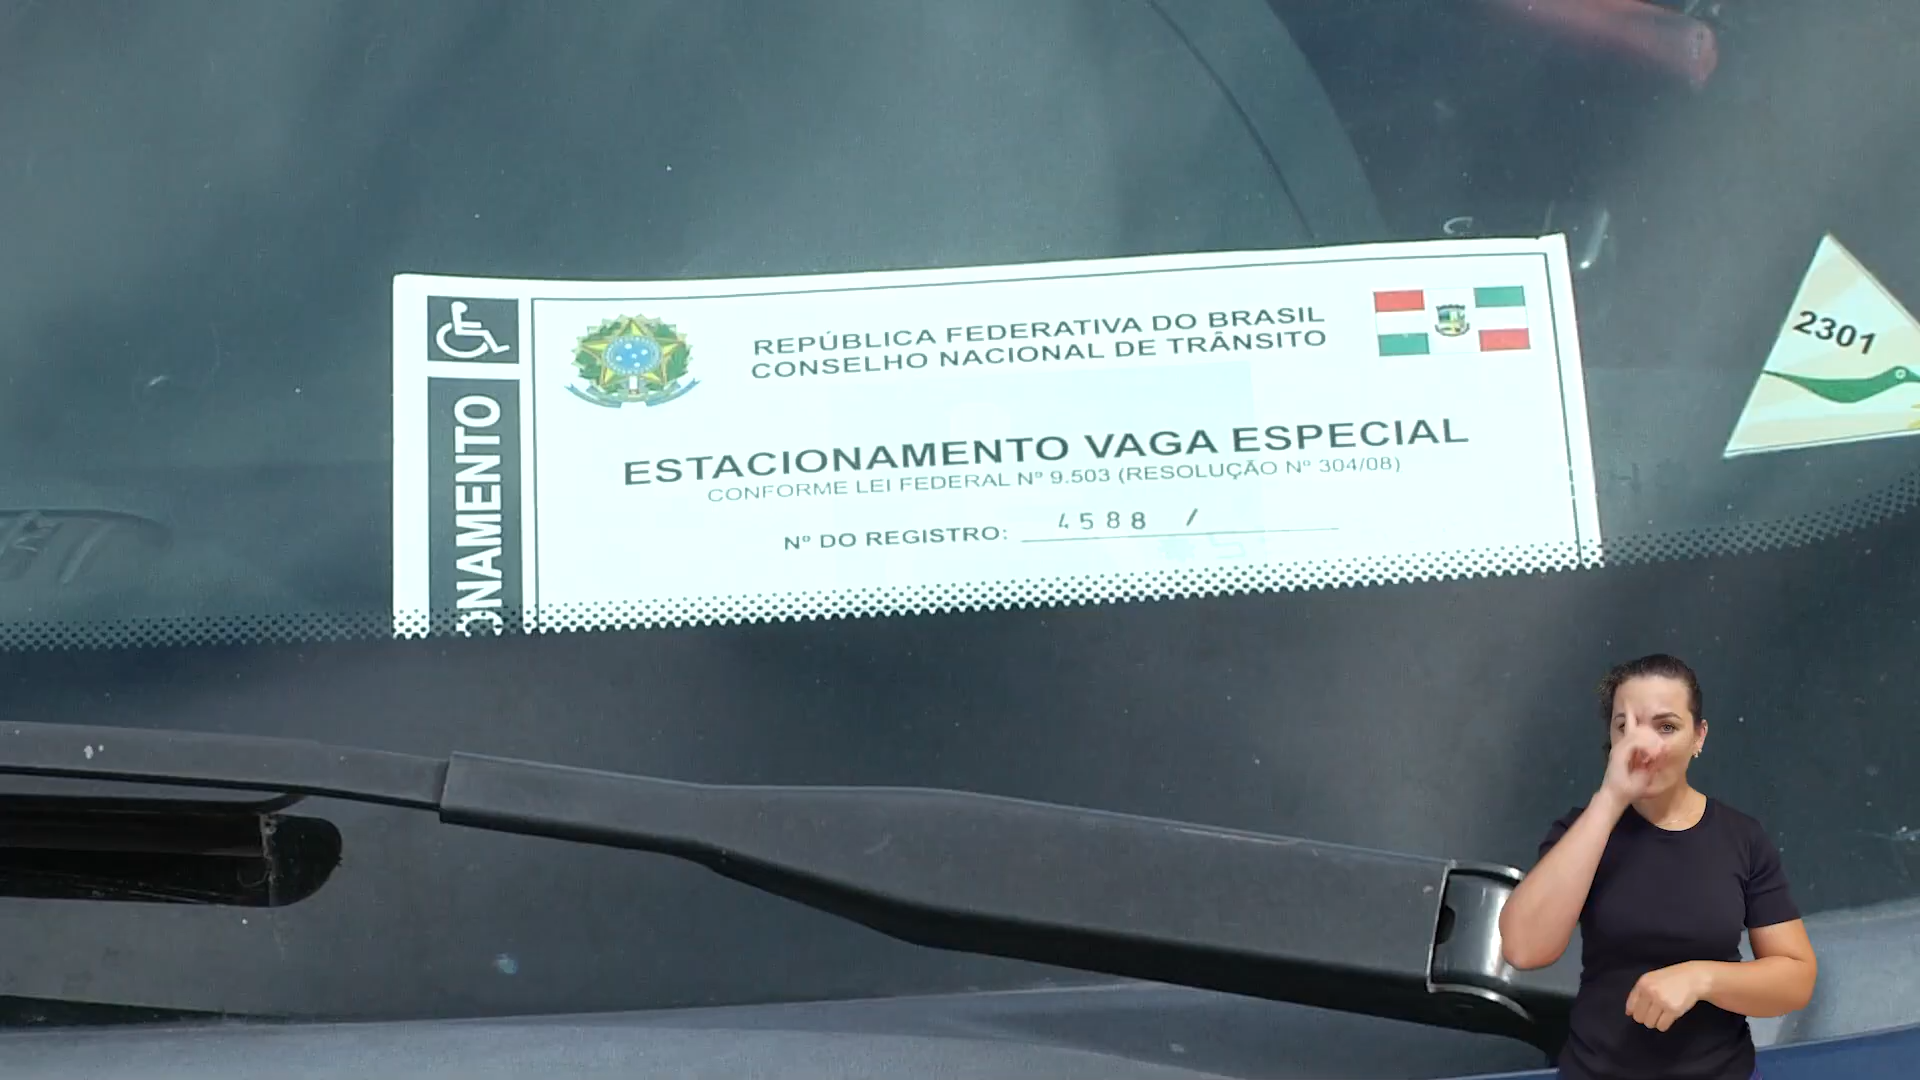 REPÚBLICA FEDERATIVA DO BRASIL
CONSELHO NACIONAL DE TRÂNSITO
ONAMENTO
ESTACIONAMENTO VAGA ESPECIAL
CONFORME LEI FEDERAL Nº 9.503 (RESOLUÇÃO Nº 304/08)
Nº DO REGISTRO: 4588 /
2301